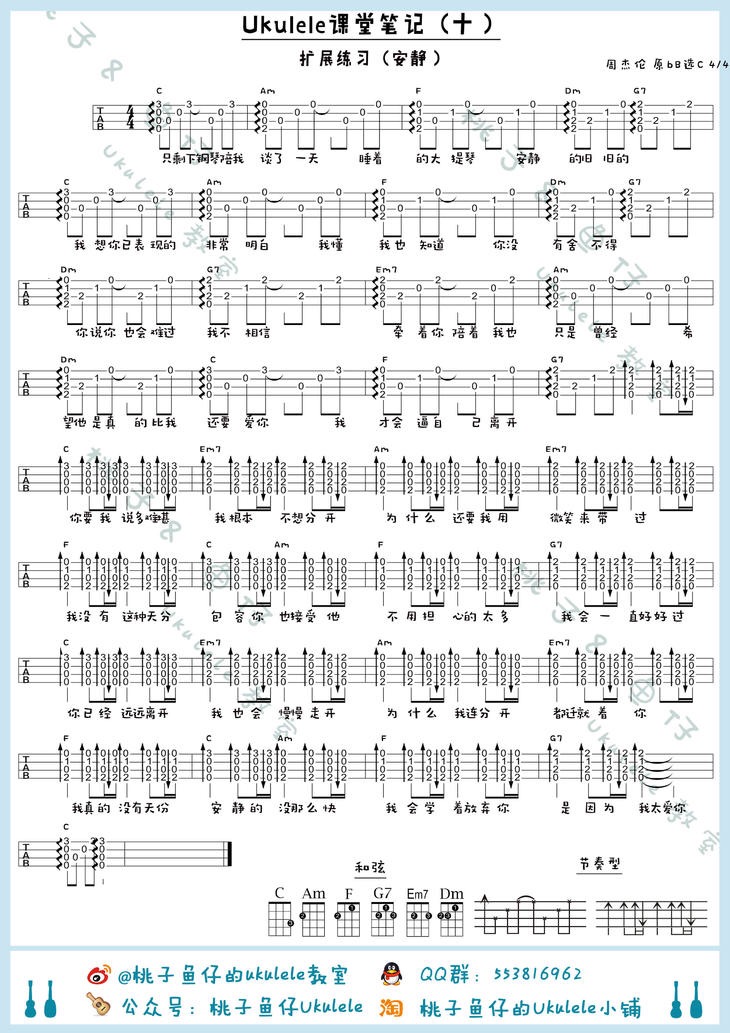 Ukulele课堂笔记（十）
扩展练习（安静）
周杰伦 原bB选C 4/4
C Am F Dm G7
只剩下钢琴陪我 谈了 一天 睡着 的大 提琴 安静 的旧 旧的
C Am F Dm G7
我 想你已表 现的 非常 明白 我懂 我也 知道 你没 有舍 不得
Dm G7 Em7 Am
你说你 也会 难过 我不 相信 牵 着你 陪着 我也 只是 曾经 希
Dm C F G7
望他 是真 的比我 还要 爱你 我 才会 逼自 己离开
C Em7 Am Em7
你要我 说多难堪 我根本 不想分开 为什么 还要我用 微笑来带 过
F C Am F G7
我没有 这种天分 包容你 也接受他 不用担 心的太多 我会一直好好过
C Em7 Am Em7
你已经 远远离开 我也会 慢慢走开 为什么 我连分开 都迁就着 你
F C Am F G7
我真的 没有天份 安静的 没那么快 我会学 着放弃你 是因为 我太爱你
C
和弦
节奏型
C Am F G7 Em7 Dm
@桃子鱼仔的ukulele教室
QQ群：553816962
公众号：桃子鱼仔Ukulele
淘 桃子鱼仔的Ukulele小铺